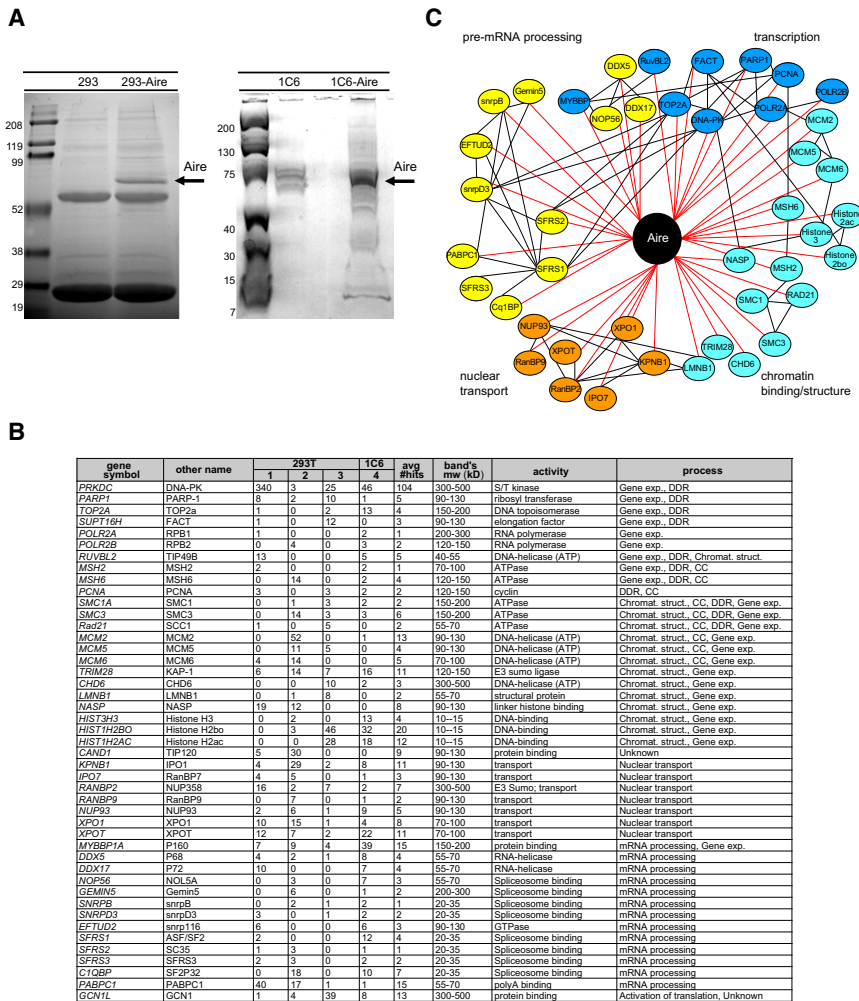 A
293 293-Aire
208
119
99
52
38
29
19
Aire
1C6 1C6-Aire
200
130
75
40
30
15
7
Aire
C
pre-mRNA processing
transcription
DDX5
RuvBL2
FACT
PARP1
PCNA
snrpB
Gemin5
MYBBP
NOP56
DDX17
TOP2A
DNA-PK
POLR2A
POLR2B
MCM2
EFTUD2
MCM5
MCM6
snrpD3
SFRS2
MSH6
Histone 2ac
Aire
Histone 3
PABPC1
NASP
Histone 2bo
SFRS1
MSH2
SFRS3
Cq1BP
SMC1
RAD21
NUP93
XPO1
SMC3
RanBP9
XPOT
KPNB1
TRIM28
LMNB1
CHD6
RanBP2
IPO7
nuclear transport
chromatin binding/structure
B
gene symbol other name 293T 1C6 avg #hits band's mw (kD) activity process
1 2 3 4
PRKDC DNA-PK 340 3 25 46 104 300-500 S/T kinase Gene exp., DDR
PARP1 PARP-1 8 2 10 1 5 90-130 ribosyl transferase Gene exp., DDR
TOP2A TOP2a 1 0 2 13 4 150-200 DNA topoisomerase Gene exp., DDR
SUPT16H FACT 1 0 12 0 3 90-130 elongation factor Gene exp., DDR
POLR2A RPB1 1 0 0 2 1 200-300 RNA polymerase Gene exp.
POLR2B RPB2 0 4 0 3 2 120-150 RNA polymerase Gene exp.
RUVBL2 TIP49B 13 0 0 5 5 40-55 DNA-helicase (ATP) Gene exp., DDR, Chromat. struct.
MSH2 MSH2 2 0 0 2 1 70-100 ATPase Gene exp., DDR, CC
MSH6 MSH6 0 14 0 2 4 120-150 ATPase Gene exp., DDR, CC
PCNA PCNA 3 0 3 2 2 120-150 cyclin DDR, CC
SMC1A SMC1 0 1 3 2 2 150-200 ATPase Chromat. struct., CC, DDR, Gene exp.
SMC3 SMC3 0 14 3 3 6 150-200 ATPase Chromat. struct., CC, DDR, Gene exp.
Rad21 SCC1 1 0 5 0 2 55-70 ATPase Chromat. struct., CC, DDR, Gene exp.
MCM2 MCM2 0 52 0 1 13 90-130 DNA-helicase (ATP) Chromat. struct., CC, Gene exp.
MCM5 MCM5 0 11 5 0 4 90-130 DNA-helicase (ATP) Chromat. struct., CC, Gene exp.
MCM6 MCM6 4 14 0 0 5 70-100 DNA-helicase (ATP) Chromat. struct., CC, Gene exp.
TRIM28 KAP-1 6 14 7 16 11 120-150 E3 sumo ligase Chromat. struct., Gene exp.
CHD6 CHD6 0 0 10 2 3 300-500 DNA-helicase (ATP) Chromat. struct., Gene exp.
LMNB1 LMNB1 0 1 8 0 2 55-70 structural protein Chromat. struct., Gene exp.
NASP NASP 19 12 0 0 8 90-130 linker histone binding Chromat. struct., Gene exp.
HIST3H3 Histone H3 0 2 0 13 4 10--15 DNA-binding Chromat. struct., Gene exp.
HIST1H2BO Histone H2bo 0 3 46 32 20 10--15 DNA-binding Chromat. struct., Gene exp.
HIST1H2AC Histone H2ac 0 0 28 18 12 10--15 DNA-binding Chromat. struct., Gene exp.
CAND1 TIP120 5 30 0 0 9 90-130 protein binding Unknown
KPNB1 IPO1 4 29 2 8 11 90-130 transport Nuclear transport
IPO7 RanBP7 4 5 0 1 3 90-130 transport Nuclear transport
RANBP2 NUP358 16 2 7 2 7 300-500 E3 Sumo; transport Nuclear transport
RANBP9 RanBP9 0 7 0 1 2 90-130 transport Nuclear transport
NUP93 NUP93 2 6 1 9 5 90-130 transport Nuclear transport
XPO1 XPO1 10 15 1 4 8 70-100 transport Nuclear transport
XPOT XPOT 12 7 2 22 11 70-100 transport Nuclear transport
MYBBP1A P160 7 9 4 39 15 150-200 protein binding mRNA processing, Gene exp.
DDX5 P68 4 2 1 8 4 55-70 RNA-helicase mRNA processing
DDX17 P72 10 0 0 7 4 55-70 RNA-helicase mRNA processing
NOP56 NOL5A 0 3 0 7 3 55-70 Spliceosome binding mRNA processing
GEMIN5 Gemin5 0 6 0 1 2 200-300 Spliceosome binding mRNA processing
SNRPB snrpB 0 2 1 2 1 20-35 Spliceosome binding mRNA processing
SNRPD3 snrpD3 3 0 1 2 2 20-35 Spliceosome binding mRNA processing
EFTUD2 snrp116 6 0 0 6 3 90-130 GTPase mRNA processing
SFRS1 ASF/SF2 2 0 0 12 4 20-35 Spliceosome binding mRNA processing
SFRS2 SC35 1 3 0 1 1 20-35 Spliceosome binding mRNA processing
SFRS3 SFRS3 2 3 0 2 2 20-35 Spliceosome binding mRNA processing
C1QBP SF2P32 0 18 0 10 7 20-35 Spliceosome binding mRNA processing
PABPC1 PABPC1 40 17 1 1 15 55-70 polyA binding mRNA processing
GCN1L GCN1 1 4 39 8 13 300-500 protein binding Activation of translation, Unknown